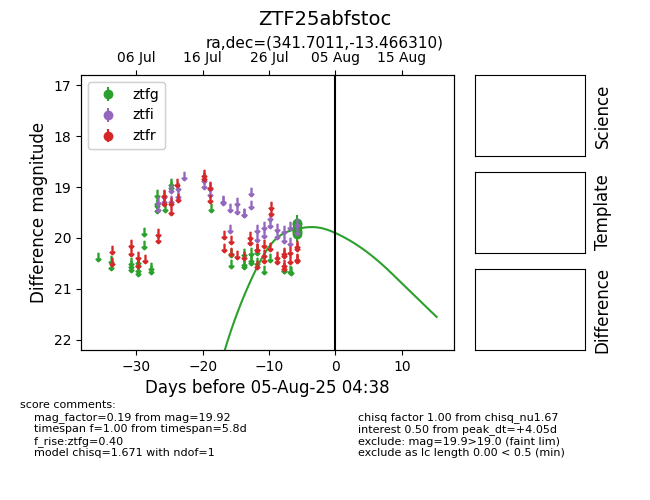 ZTF25abfstoc
ra,dec=(341.7011,-13.466310)
06 Jul 16 Jul 26 Jul 05 Aug 15 Aug
17
18
19
20
21
22
Difference magnitude
ztfg
ztfi
ztfr
−30 −20 −10 0 10
Days before 05-Aug-25 04:38
Science
Template
Difference
score comments:
mag_factor=0.19 from mag=19.92
timespan f=1.00 from timespan=5.8d
f_rise:ztfg=0.40
model chisq=1.671 with ndof=1
chisq factor 1.00 from chisq_nu1.67
interest 0.50 from peak_dt=+4.05d
exclude: mag=19.9>19.0 (faint lim)
exclude as lc length 0.00 < 0.5 (min)